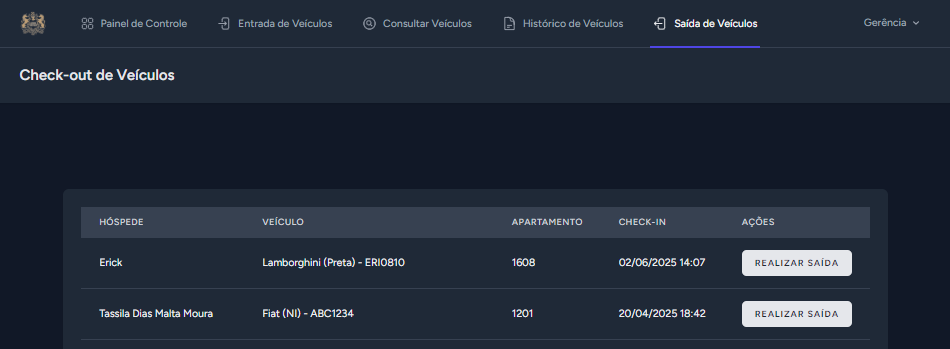 Painel de Controle Entrada de Veículos Consultar Veículos Histórico de Veículos Saída de Veículos Gerência
Check-out de Veículos
HÓSPEDE VEÍCULO APARTAMENTO CHECK-IN AÇÕES
Erick Lamborghini (Preta) - ERI0810 1608 02/06/2025 14:07 REALIZAR SAÍDA
Tassila Dias Malta Moura Fiat (NI) - ABC1234 1201 20/04/2025 18:42 REALIZAR SAÍDA